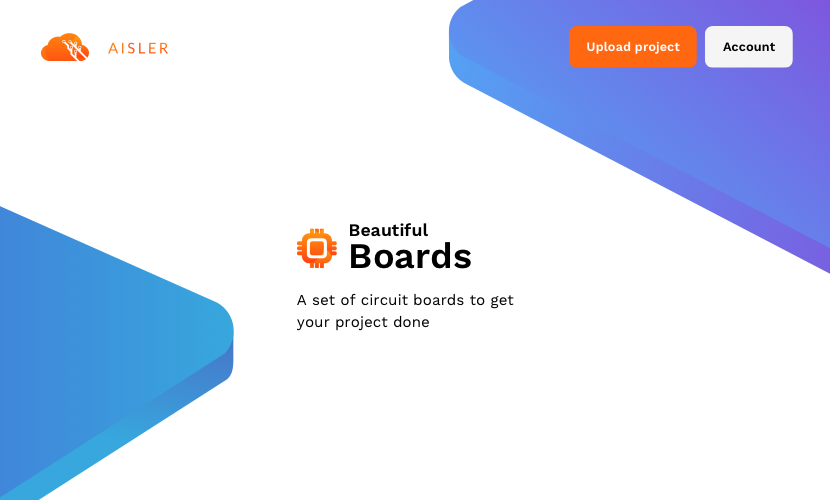 AISLER
Upload project
Account
Beautiful
Boards
A set of circuit boards to get
your project done